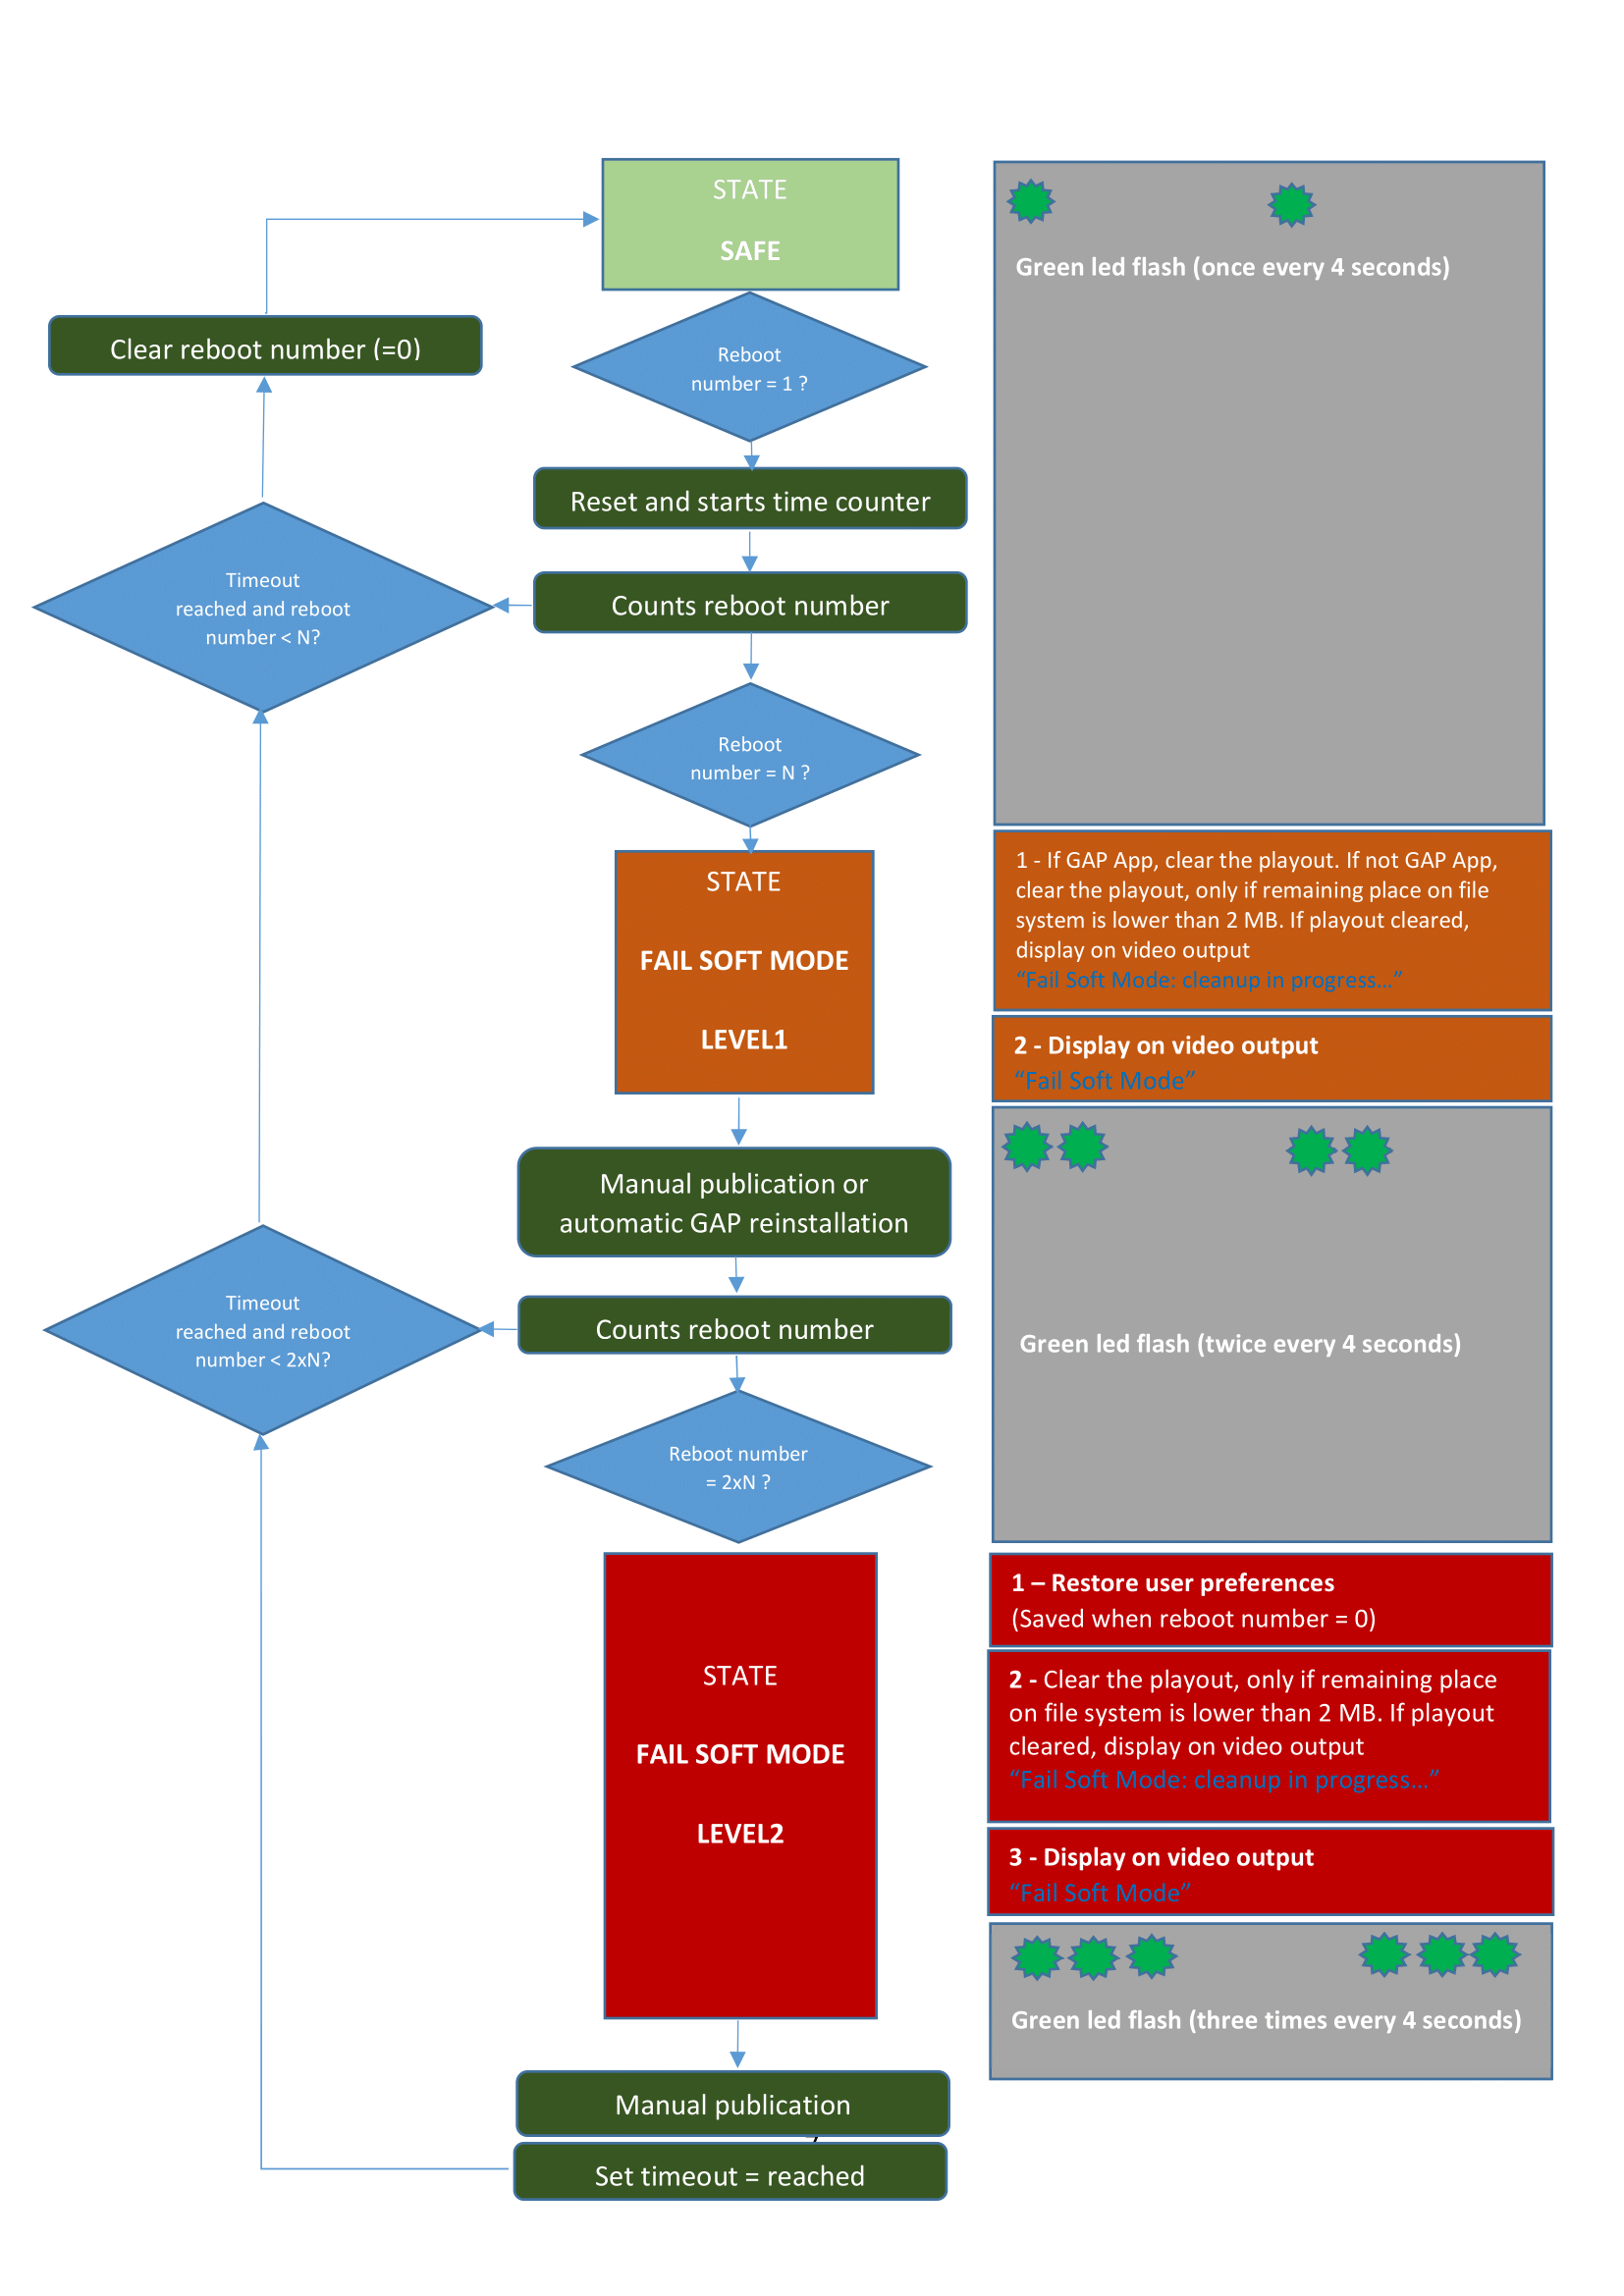 STATE
SAFE
Green led flash (once every 4 seconds)
Clear reboot number (=0)
Reboot
number = 1 ?
Reset and starts time counter
Timeout
reached and reboot
number < N?
Counts reboot number
Reboot
number = N ?
STATE
FAIL SOFT MODE
LEVEL1
1 - If GAP App, clear the playout. If not GAP App,
clear the playout, only if remaining place on file
system is lower than 2 MB. If playout cleared,
display on video output
“Fail Soft Mode: cleanup in progress...”
2 - Display on video output
“Fail Soft Mode”
Manual publication or
automatic GAP reinstallation
Timeout
reached and reboot
number < 2xN?
Counts reboot number
Green led flash (twice every 4 seconds)
Reboot number
= 2xN ?
STATE
FAIL SOFT MODE
LEVEL2
1 – Restore user preferences
(Saved when reboot number = 0)
2 - Clear the playout, only if remaining place
on file system is lower than 2 MB. If playout
cleared, display on video output
“Fail Soft Mode: cleanup in progress...”
3 - Display on video output
“Fail Soft Mode”
Green led flash (three times every 4 seconds)
Manual publication
Set timeout = reached